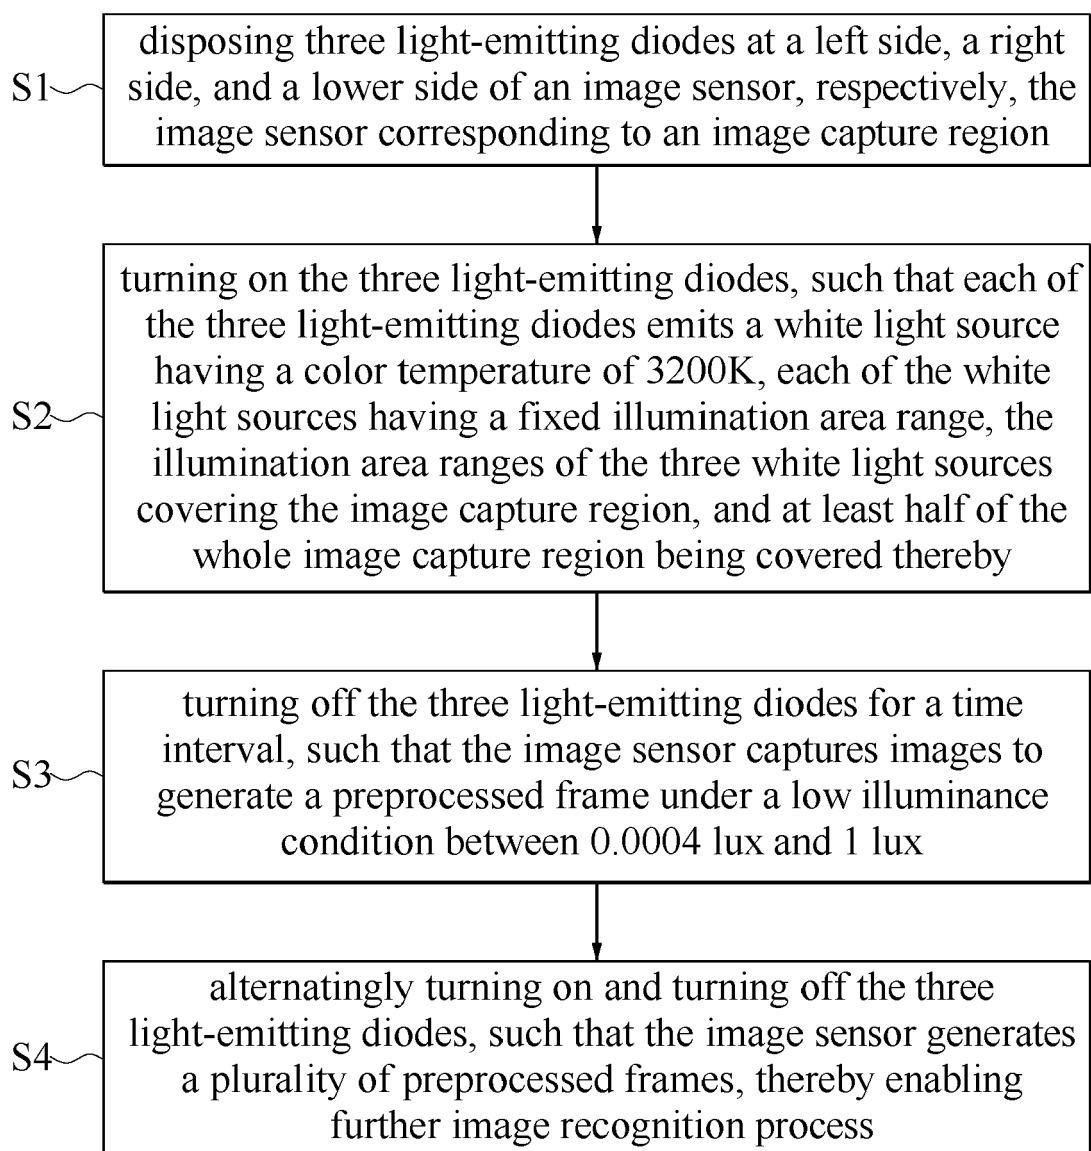 S1
disposing three light-emitting diodes at a left side, a right
side, and a lower side of an image sensor, respectively, the
image sensor corresponding to an image capture region
S2
turning on the three light-emitting diodes, such that each of
the three light-emitting diodes emits a white light source
having a color temperature of 3200K, each of the white
light sources having a fixed illumination area range, the
illumination area ranges of the three white light sources
covering the image capture region, and at least half of the
whole image capture region being covered thereby
S3
turning off the three light-emitting diodes for a time
interval, such that the image sensor captures images to
generate a preprocessed frame under a low illuminance
condition between 0.0004 lux and 1 lux
S4
alternatingly turning on and turning off the three
light-emitting diodes, such that the image sensor generates
a plurality of preprocessed frames, thereby enabling
further image recognition process